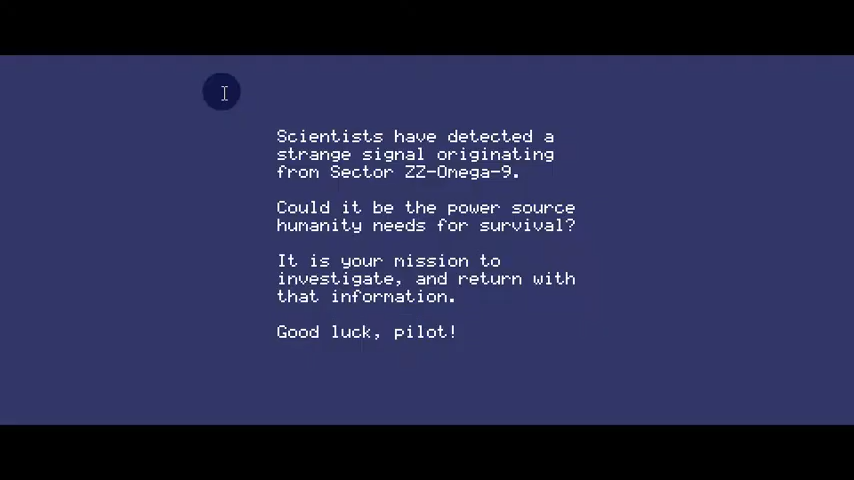 Scientists have detected a
strange signal originating
from Sector ZZ-Omega-9.
Could it be the power source
humanity needs for survival?
It is your mission to
investigate, and return with
that information.
Good luck, pilot!